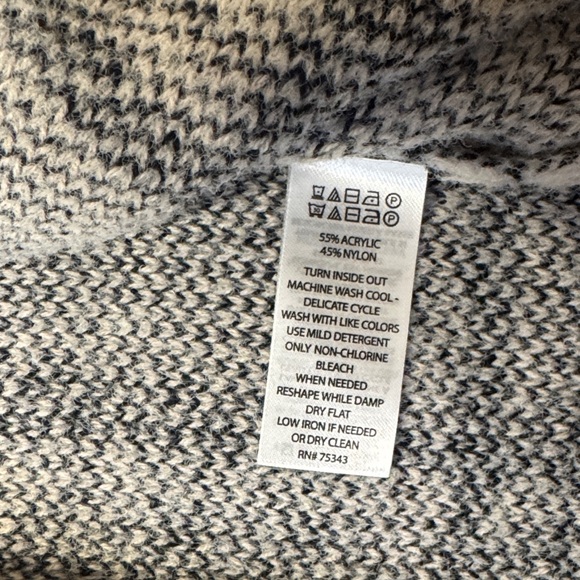 55% ACRYLIC
45% NYLON
TURN INSIDE OUT
MACHINE WASH COOL -
DELICATE CYCLE
WASH WITH LIKE COLORS
USE MILD DETERGENT
ONLY NON-CHLORINE
BLEACH
WHEN NEEDED
RESHAPE WHILE DAMP
DRY FLAT
LOW IRON IF NEEDED
OR DRY CLEAN
RN# 75343